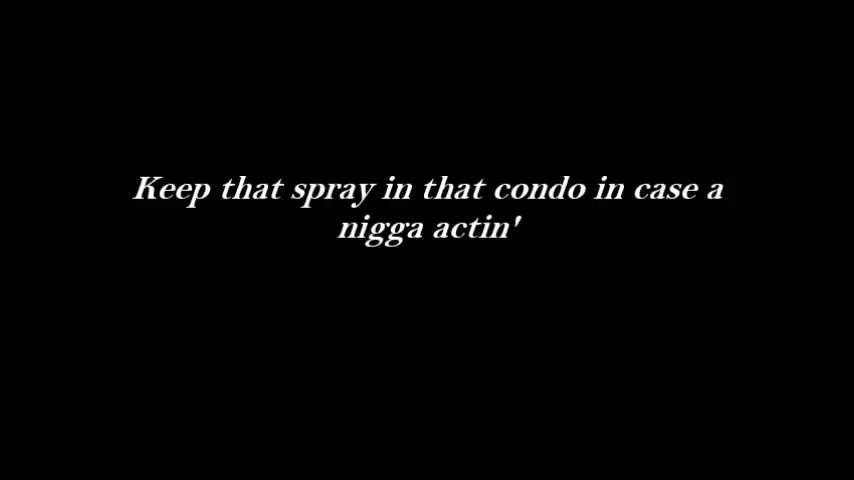 Keep that spray in that condo in case a
nigga actin'